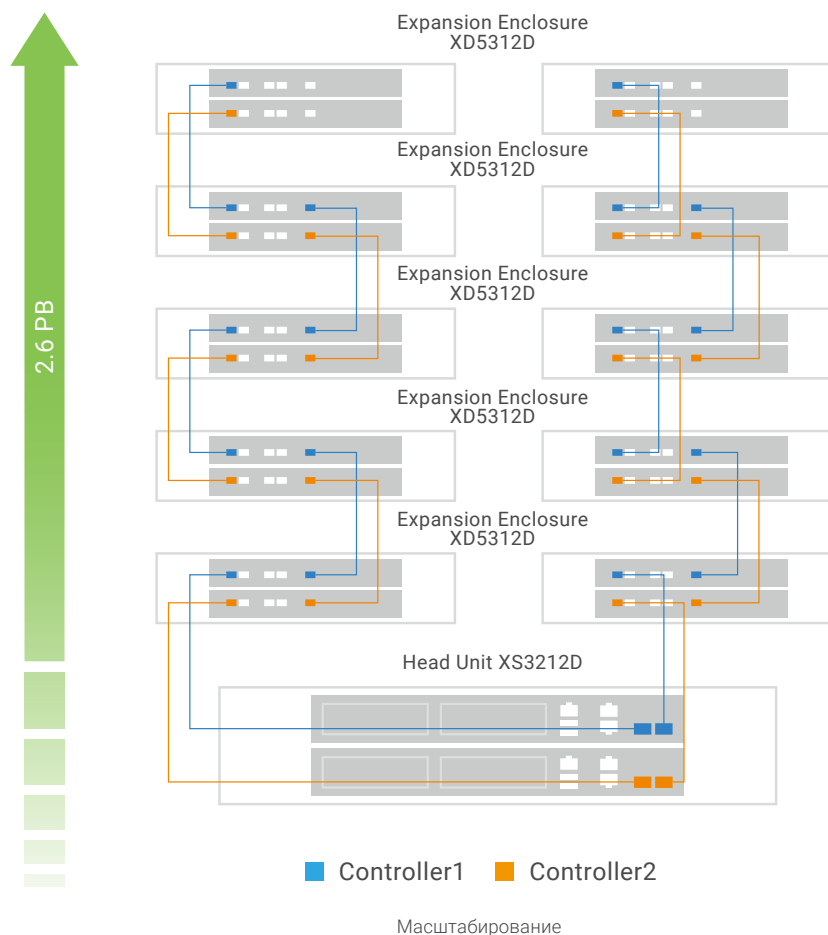 Expansion Enclosure
XD5312D
Expansion Enclosure
XD5312D
Expansion Enclosure
XD5312D
Expansion Enclosure
XD5312D
Expansion Enclosure
XD5312D
2.6 PB
Head Unit XS3212D
Controller1
Controller2
Масштабирование